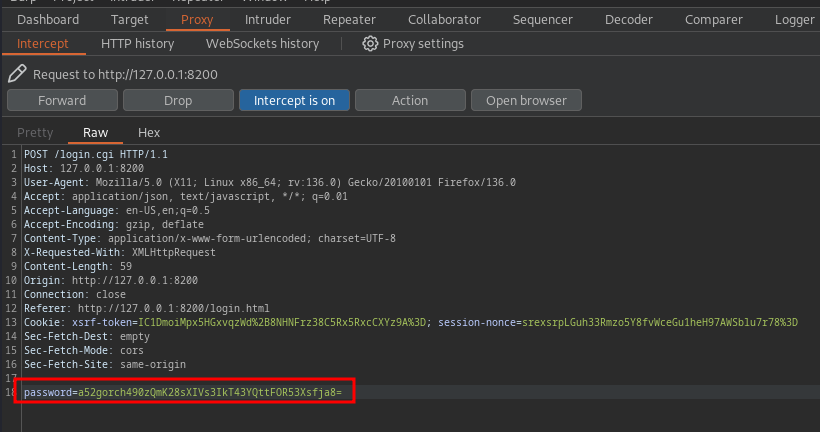 Dashboard Target Proxy Intruder Repeater Collaborator Sequencer Decoder Comparer Logger
Intercept HTTP history WebSockets history Proxy settings
Request to http://127.0.0.1:8200
Forward Drop Intercept is on Action Open browser
Pretty Raw Hex
1 POST /login.cgi HTTP/1.1
2 Host: 127.0.0.1:8200
3 User-Agent: Mozilla/5.0 (X11; Linux x86_64; rv:136.0) Gecko/20100101 Firefox/136.0
4 Accept: application/json, text/javascript, */*; q=0.01
5 Accept-Language: en-US,en;q=0.5
6 Accept-Encoding: gzip, deflate
7 Content-Type: application/x-www-form-urlencoded; charset=UTF-8
8 X-Requested-With: XMLHttpRequest
9 Content-Length: 59
10 Origin: http://127.0.0.1:8200
11 Connection: close
12 Referer: http://127.0.0.1:8200/login.html
13 Cookie: xsrf-token=IC1DmoiMpx5HGxvqzWd%2B8NHNFrz38C5Rx5RxcCXYz9A%3D; session-nonce=srexsrpLGuh33Rmzo5Y8fvWceGu1heH97AWSb1u7r78%3D
14 Sec-Fetch-Dest: empty
15 Sec-Fetch-Mode: cors
16 Sec-Fetch-Site: same-origin
17
18 password=a52gorch490zQmK28sXIVs3IkT43YQttFOR53Xsfja8=